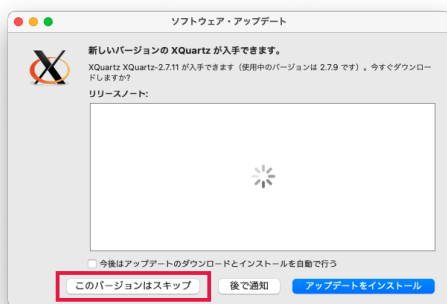 ソフトウェア・アップデート
新しいバージョンの XQuartz が入手できます。
XQuartz XQuartz-2.7.11 が入手できます（使用中のバージョンは 2.7.9 です）。今すぐダウンロー
ドしますか?
リリースノート:
今後はアップデートのダウンロードとインストールを自動で行う
このバージョンはスキップ
後で通知
アップデートをインストール